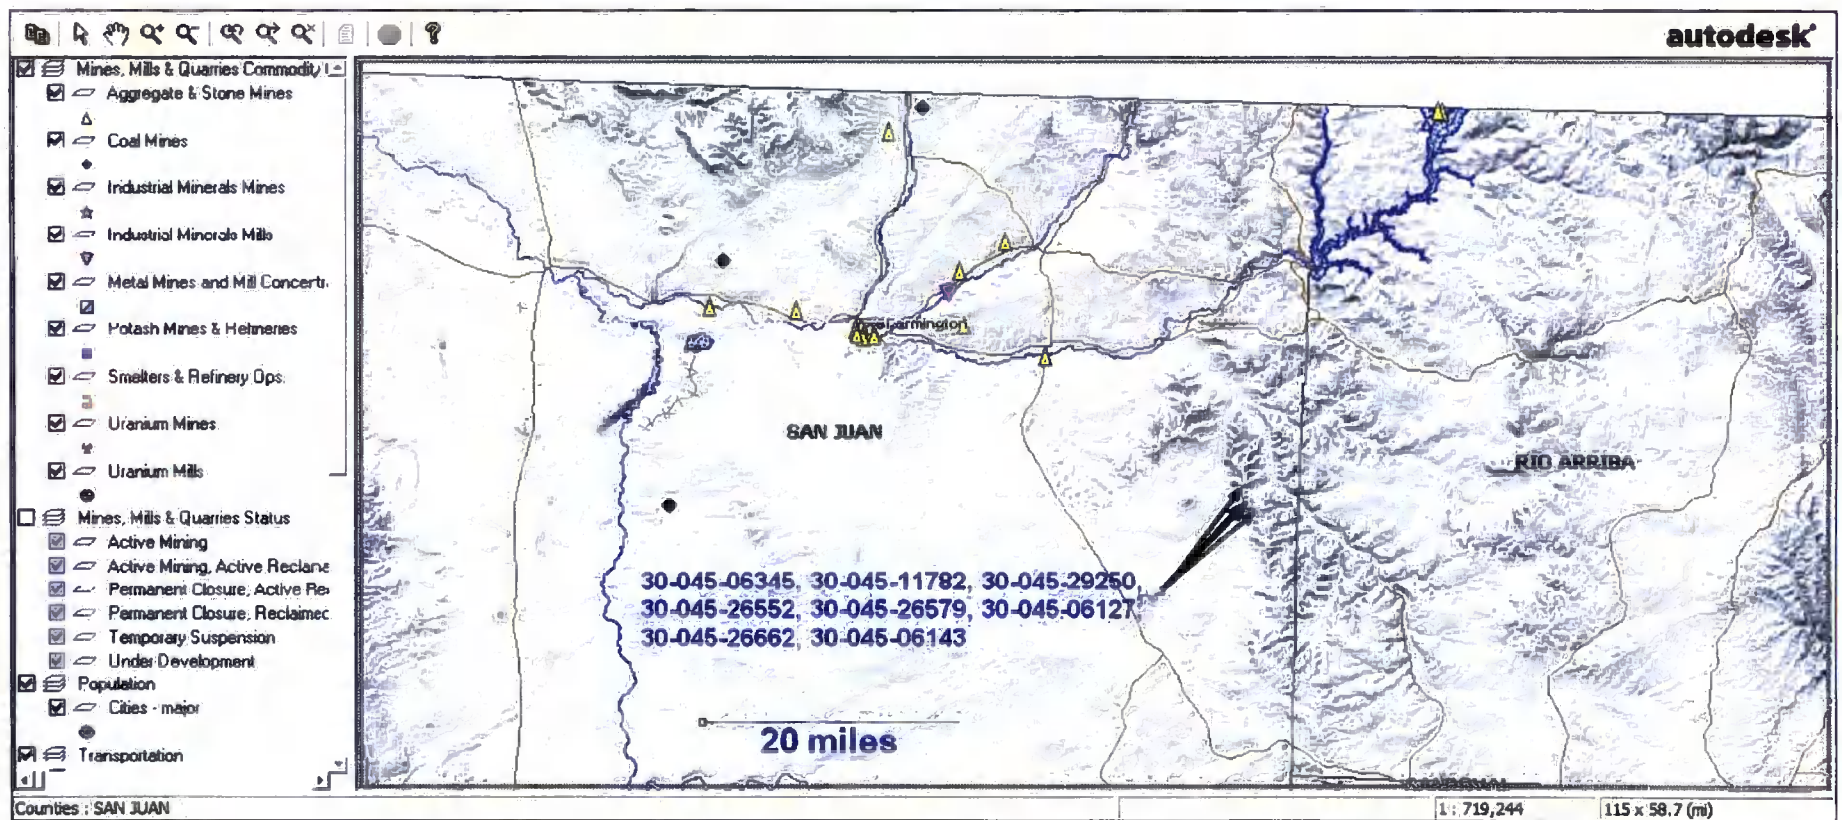 autodesk
Mines, Mills & Quarries Commodity
Aggregate & Stone Mines
Coal Mines
Industrial Minerals Mines
Industrial Minerals Mills
Metal Mines and Mill Concentr
Potash Mines & Refineries
Smelters & Refinery Ops.
Uranium Mines
Uranium Mills
Mines, Mills & Quarries Status
Active Mining
Active Mining, Active Reclama
Permanent Closure, Active Re
Permanent Closure, Reclaimed
Temporary Suspension
Under Development
Population
Cities - major
Transportation
Farmington
SAN JUAN
RIO ARRIBA
30-045-06345, 30-045-11782, 30-045-29250,
30-045-26552, 30-045-26579, 30-045-06127
30-045-26662, 30-045-06143
20 miles
SANDOVAL
Counties : SAN JUAN
1 : 719,244
115 x 58.7 (mi)